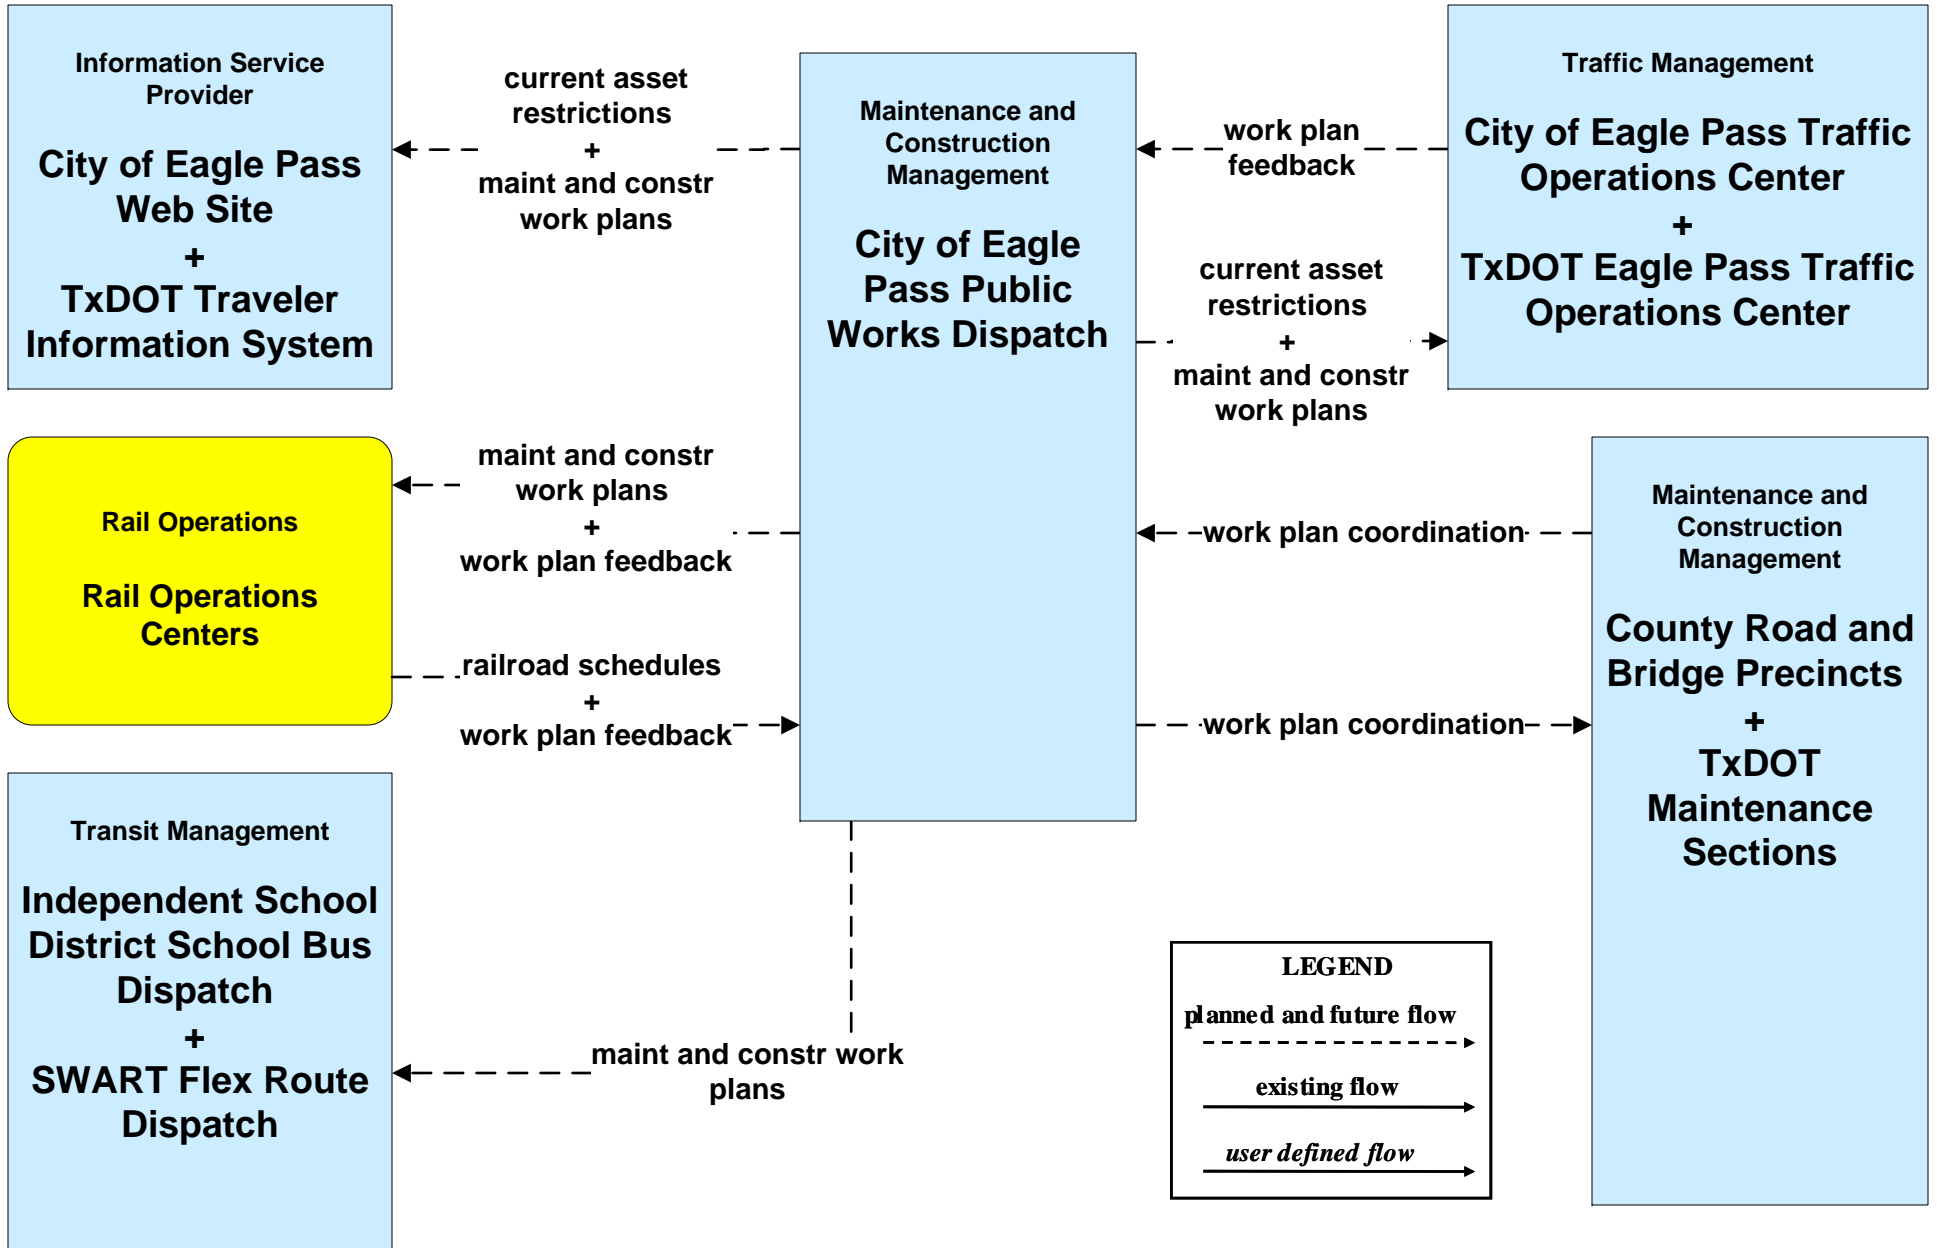 Information Service
Provider
City of Eagle Pass
Web Site
+
TxDOT Traveler
Information System
current asset
restrictions
+
maint and constr
work plans
Maintenance and
Construction
Management
City of Eagle
Pass Public
Works Dispatch
work plan
feedback
current asset
restrictions
+
maint and constr
work plans
Traffic Management
City of Eagle Pass Traffic
Operations Center
+
TxDOT Eagle Pass Traffic
Operations Center
Rail Operations
Rail Operations
Centers
maint and constr
work plans
+
work plan feedback
railroad schedules
+
work plan feedback
work plan coordination
work plan coordination
Maintenance and
Construction
Management
County Road and
Bridge Precincts
+
TxDOT
Maintenance
Sections
Transit Management
Independent School
District School Bus
Dispatch
+
SWART Flex Route
Dispatch
maint and constr work
plans
LEGEND
planned and future flow
existing flow
user defined flow